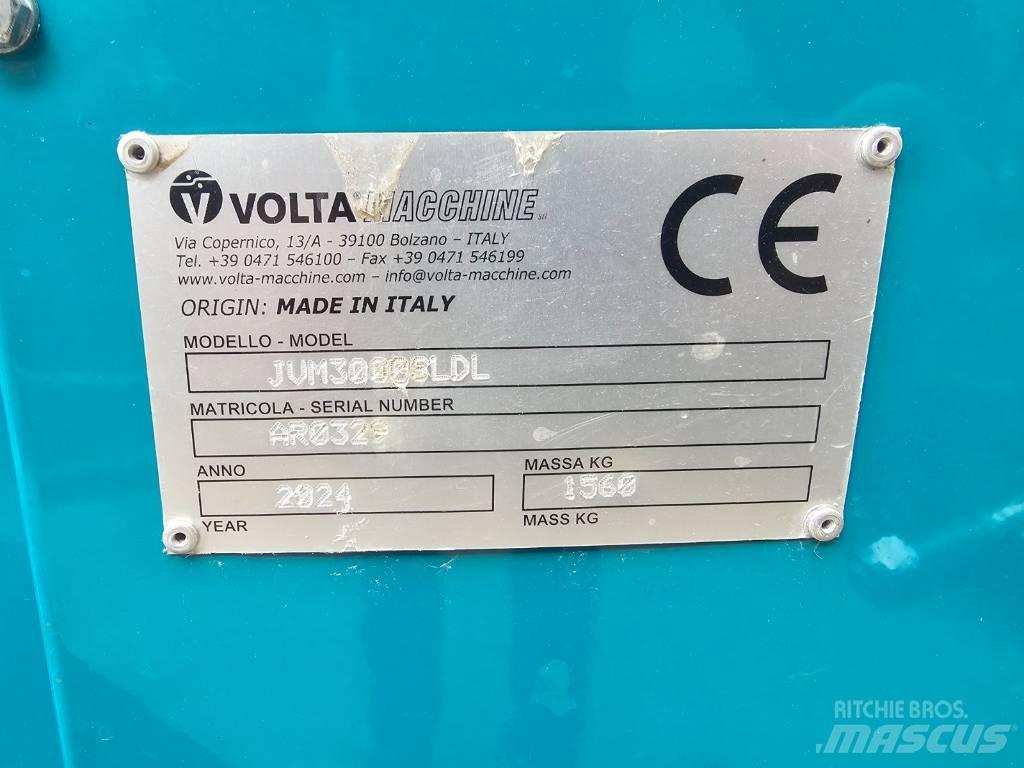 VOLTA® MACCHINE srl
Via Copernico, 13/A - 39100 Bolzano – ITALY
Tel. +39 0471 546100 – Fax +39 0471 546199
www.volta-macchine.com – info@volta-macchine.com
ORIGIN: MADE IN ITALY
CE
MODELLO - MODEL
JVM3000SLDL
MATRICOLA - SERIAL NUMBER
AR0329
ANNO
2024
YEAR
MASSA KG
1560
MASS KG
RITCHIE BROS.
MASCUS